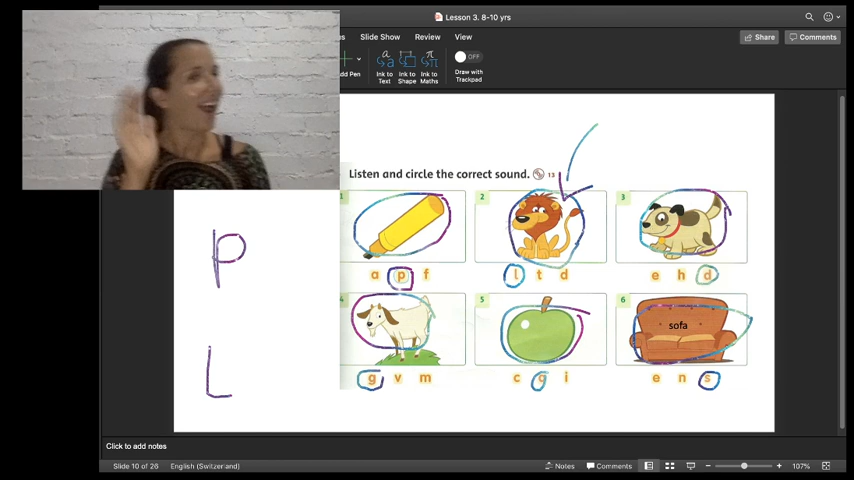 Lesson 3. 8-10 yrs
Slide Show Review View
Share Comments
Ink to Text
Ink to Shape
Ink to Maths
OFF
Draw with Trackpad
Listen and circle the correct sound. 13
1 2 3
a p f l t d e h d
4 5 6
sofa
g v m c a i e n s
P
L
Click to add notes
Slide 10 of 26 English (Switzerland) Notes Comments 107%